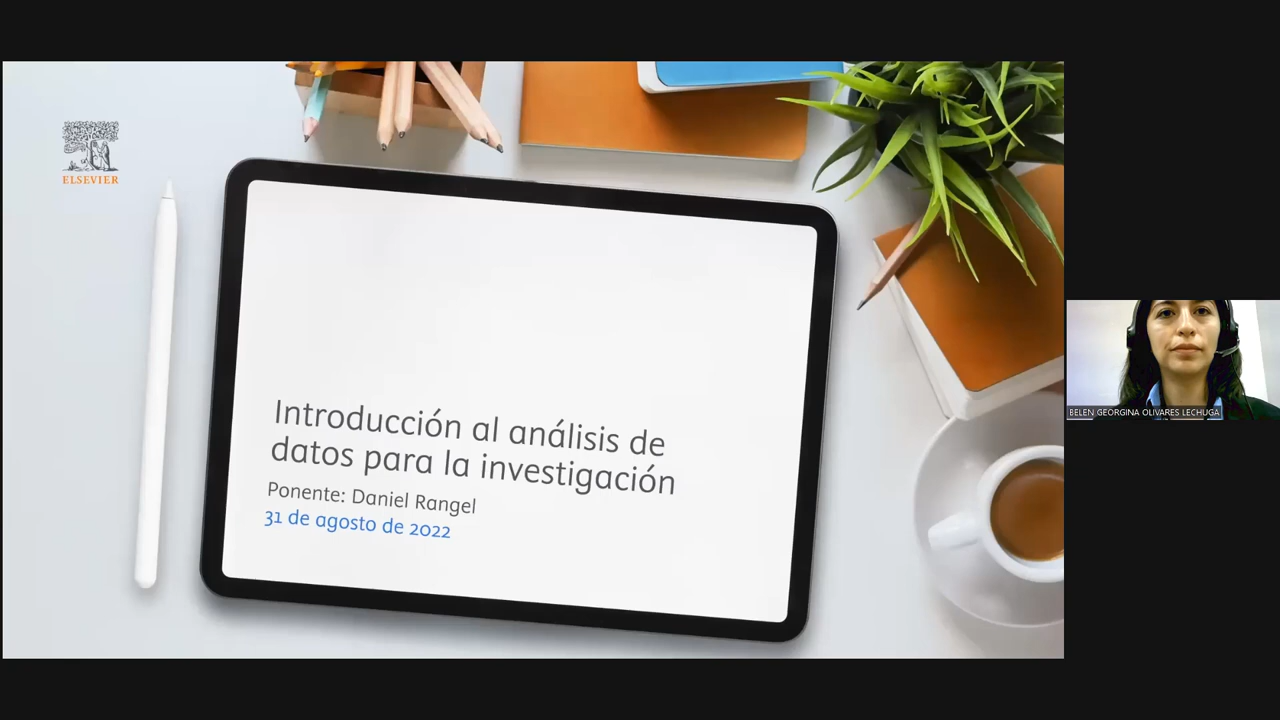 ELSEVIER
Introducción al análisis de
datos para la investigación
Ponente: Daniel Rangel
31 de agosto de 2022
BELEN GEORGINA OLIVARES LECHUGA